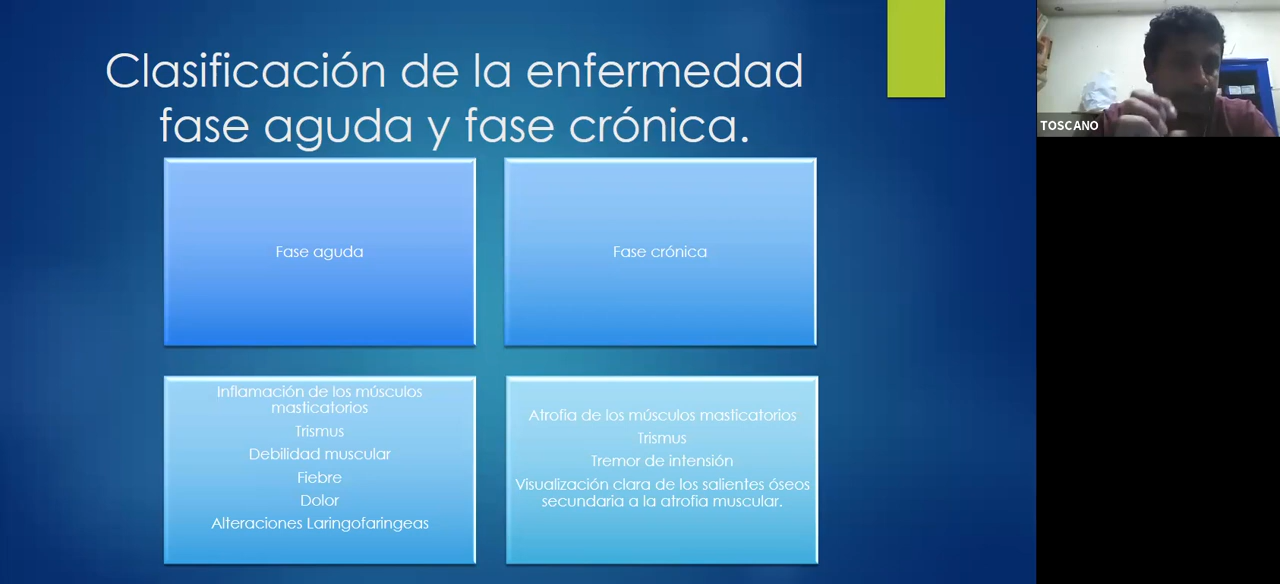 Clasificación de la enfermedad
fase aguda y fase crónica.
TOSCANO
Fase aguda
Fase crónica
Inflamación de los músculos
masticatorios
Trismus
Debilidad muscular
Fiebre
Dolor
Alteraciones Laringofaringeas
Atrofia de los músculos masticatorios
Trismus
Tremor de intensión
Visualización clara de los salientes óseos
secundaria a la atrofia muscular.